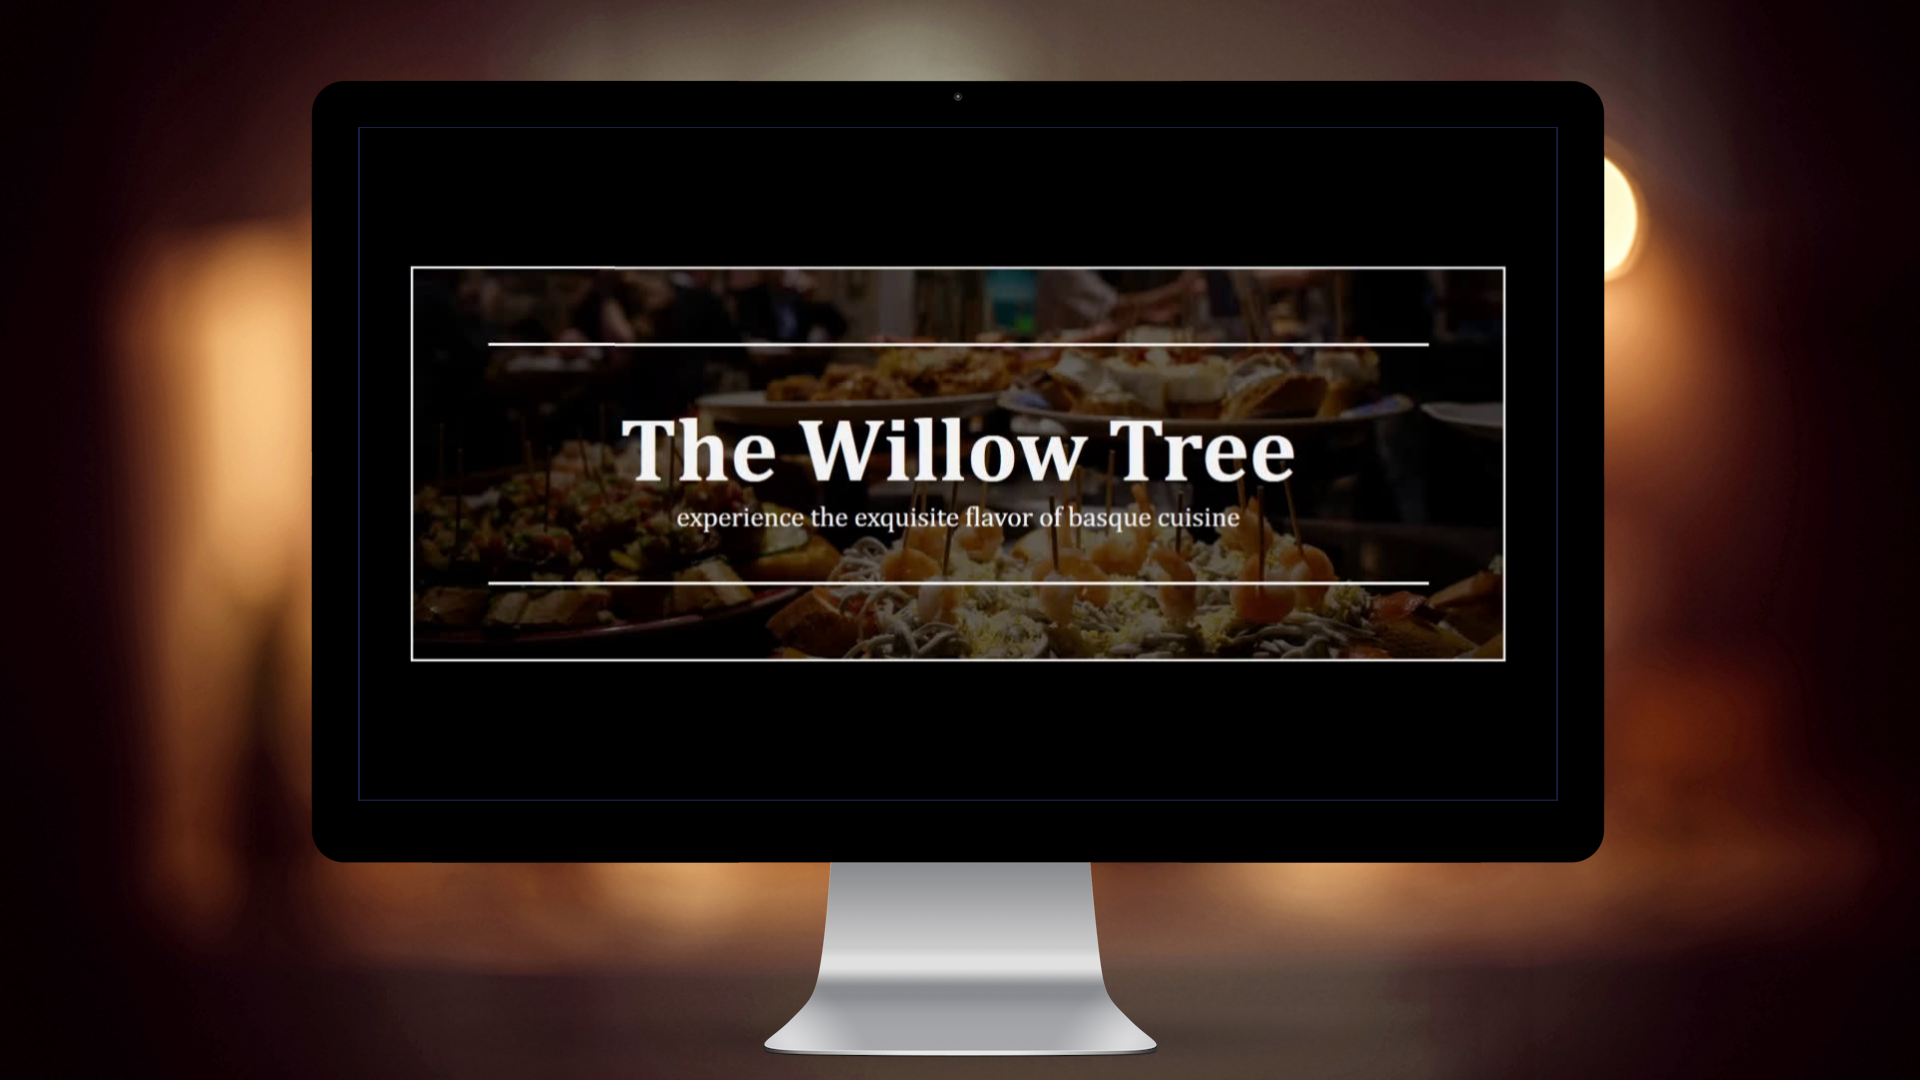 The Willow Tree
experience the exquisite flavor of basque cuisine